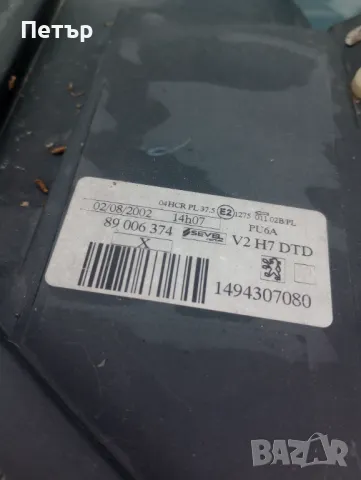 Петър
04HCR PL 37.5 E2 1275 011 02B/PL
02/08/2002 14h07 PU6A
89 006 374 SEVEL V2 H7 DTD
X
1494307080
BAZAR
bg